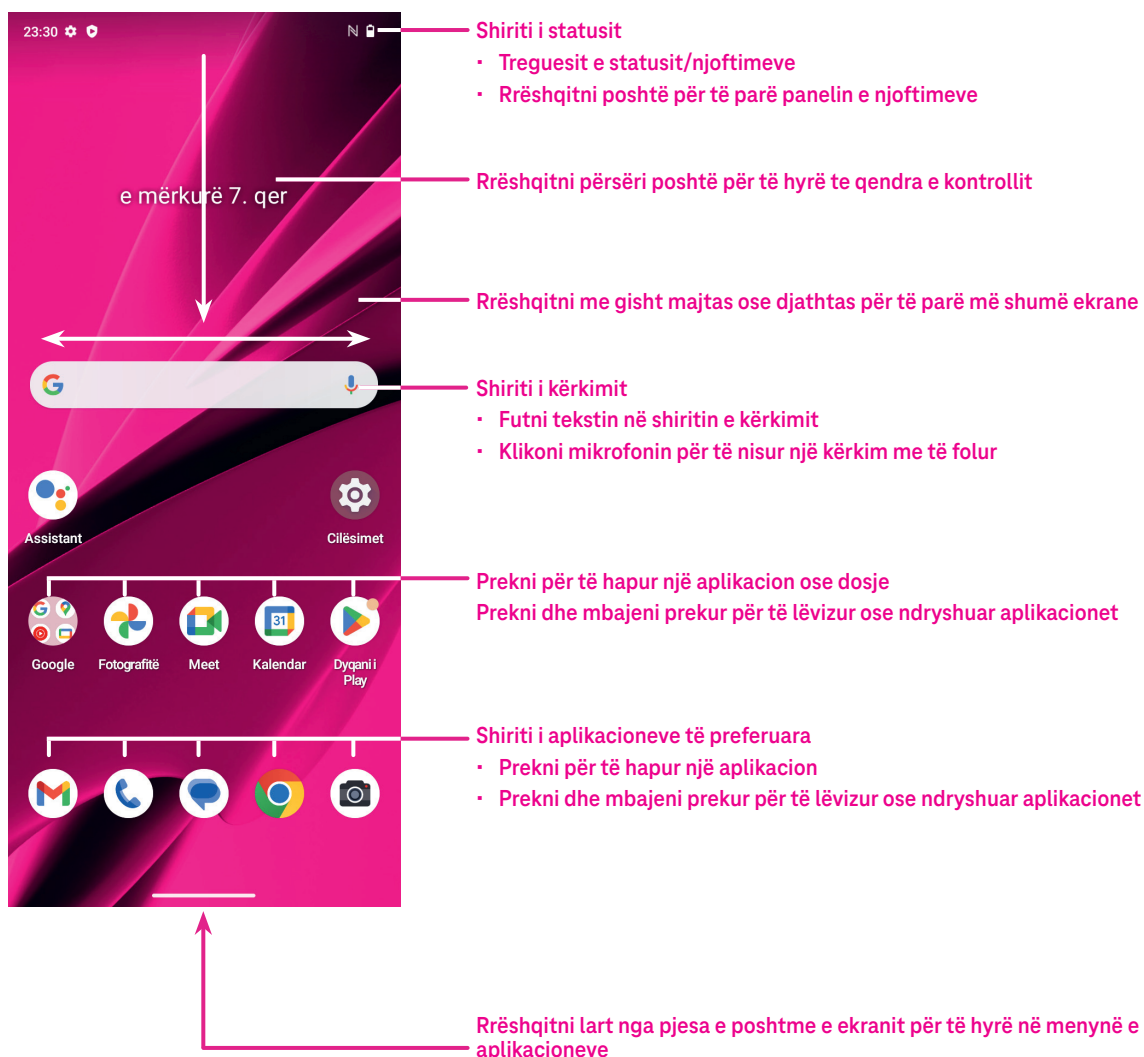 23:30
Shiriti i statusit
· Treguesit e statusit/njoftimeve
· Rrëshqitni poshtë për të parë panelin e njoftimeve
e mërkurë 7. qer
Rrëshqitni përsëri poshtë për të hyrë te qendra e kontrollit
Rrëshqitni me gisht majtas ose djathtas për të parë më shumë ekrane
Shiriti i kërkimit
· Futni tekstin në shiritin e kërkimit
· Klikoni mikrofonin për të nisur një kërkim me të folur
Assistant
Cilësimet
Prekni për të hapur një aplikacion ose dosje
Prekni dhe mbajeni prekur për të lëvizur ose ndryshuar aplikacionet
31
Google
Fotografitë
Meet
Kalendar
Dyqani i
Play
Shiriti i aplikacioneve të preferuara
· Prekni për të hapur një aplikacion
· Prekni dhe mbajeni prekur për të lëvizur ose ndryshuar aplikacionet
Rrëshqitni lart nga pjesa e poshtme e ekranit për të hyrë në menynë e
aplikacioneve